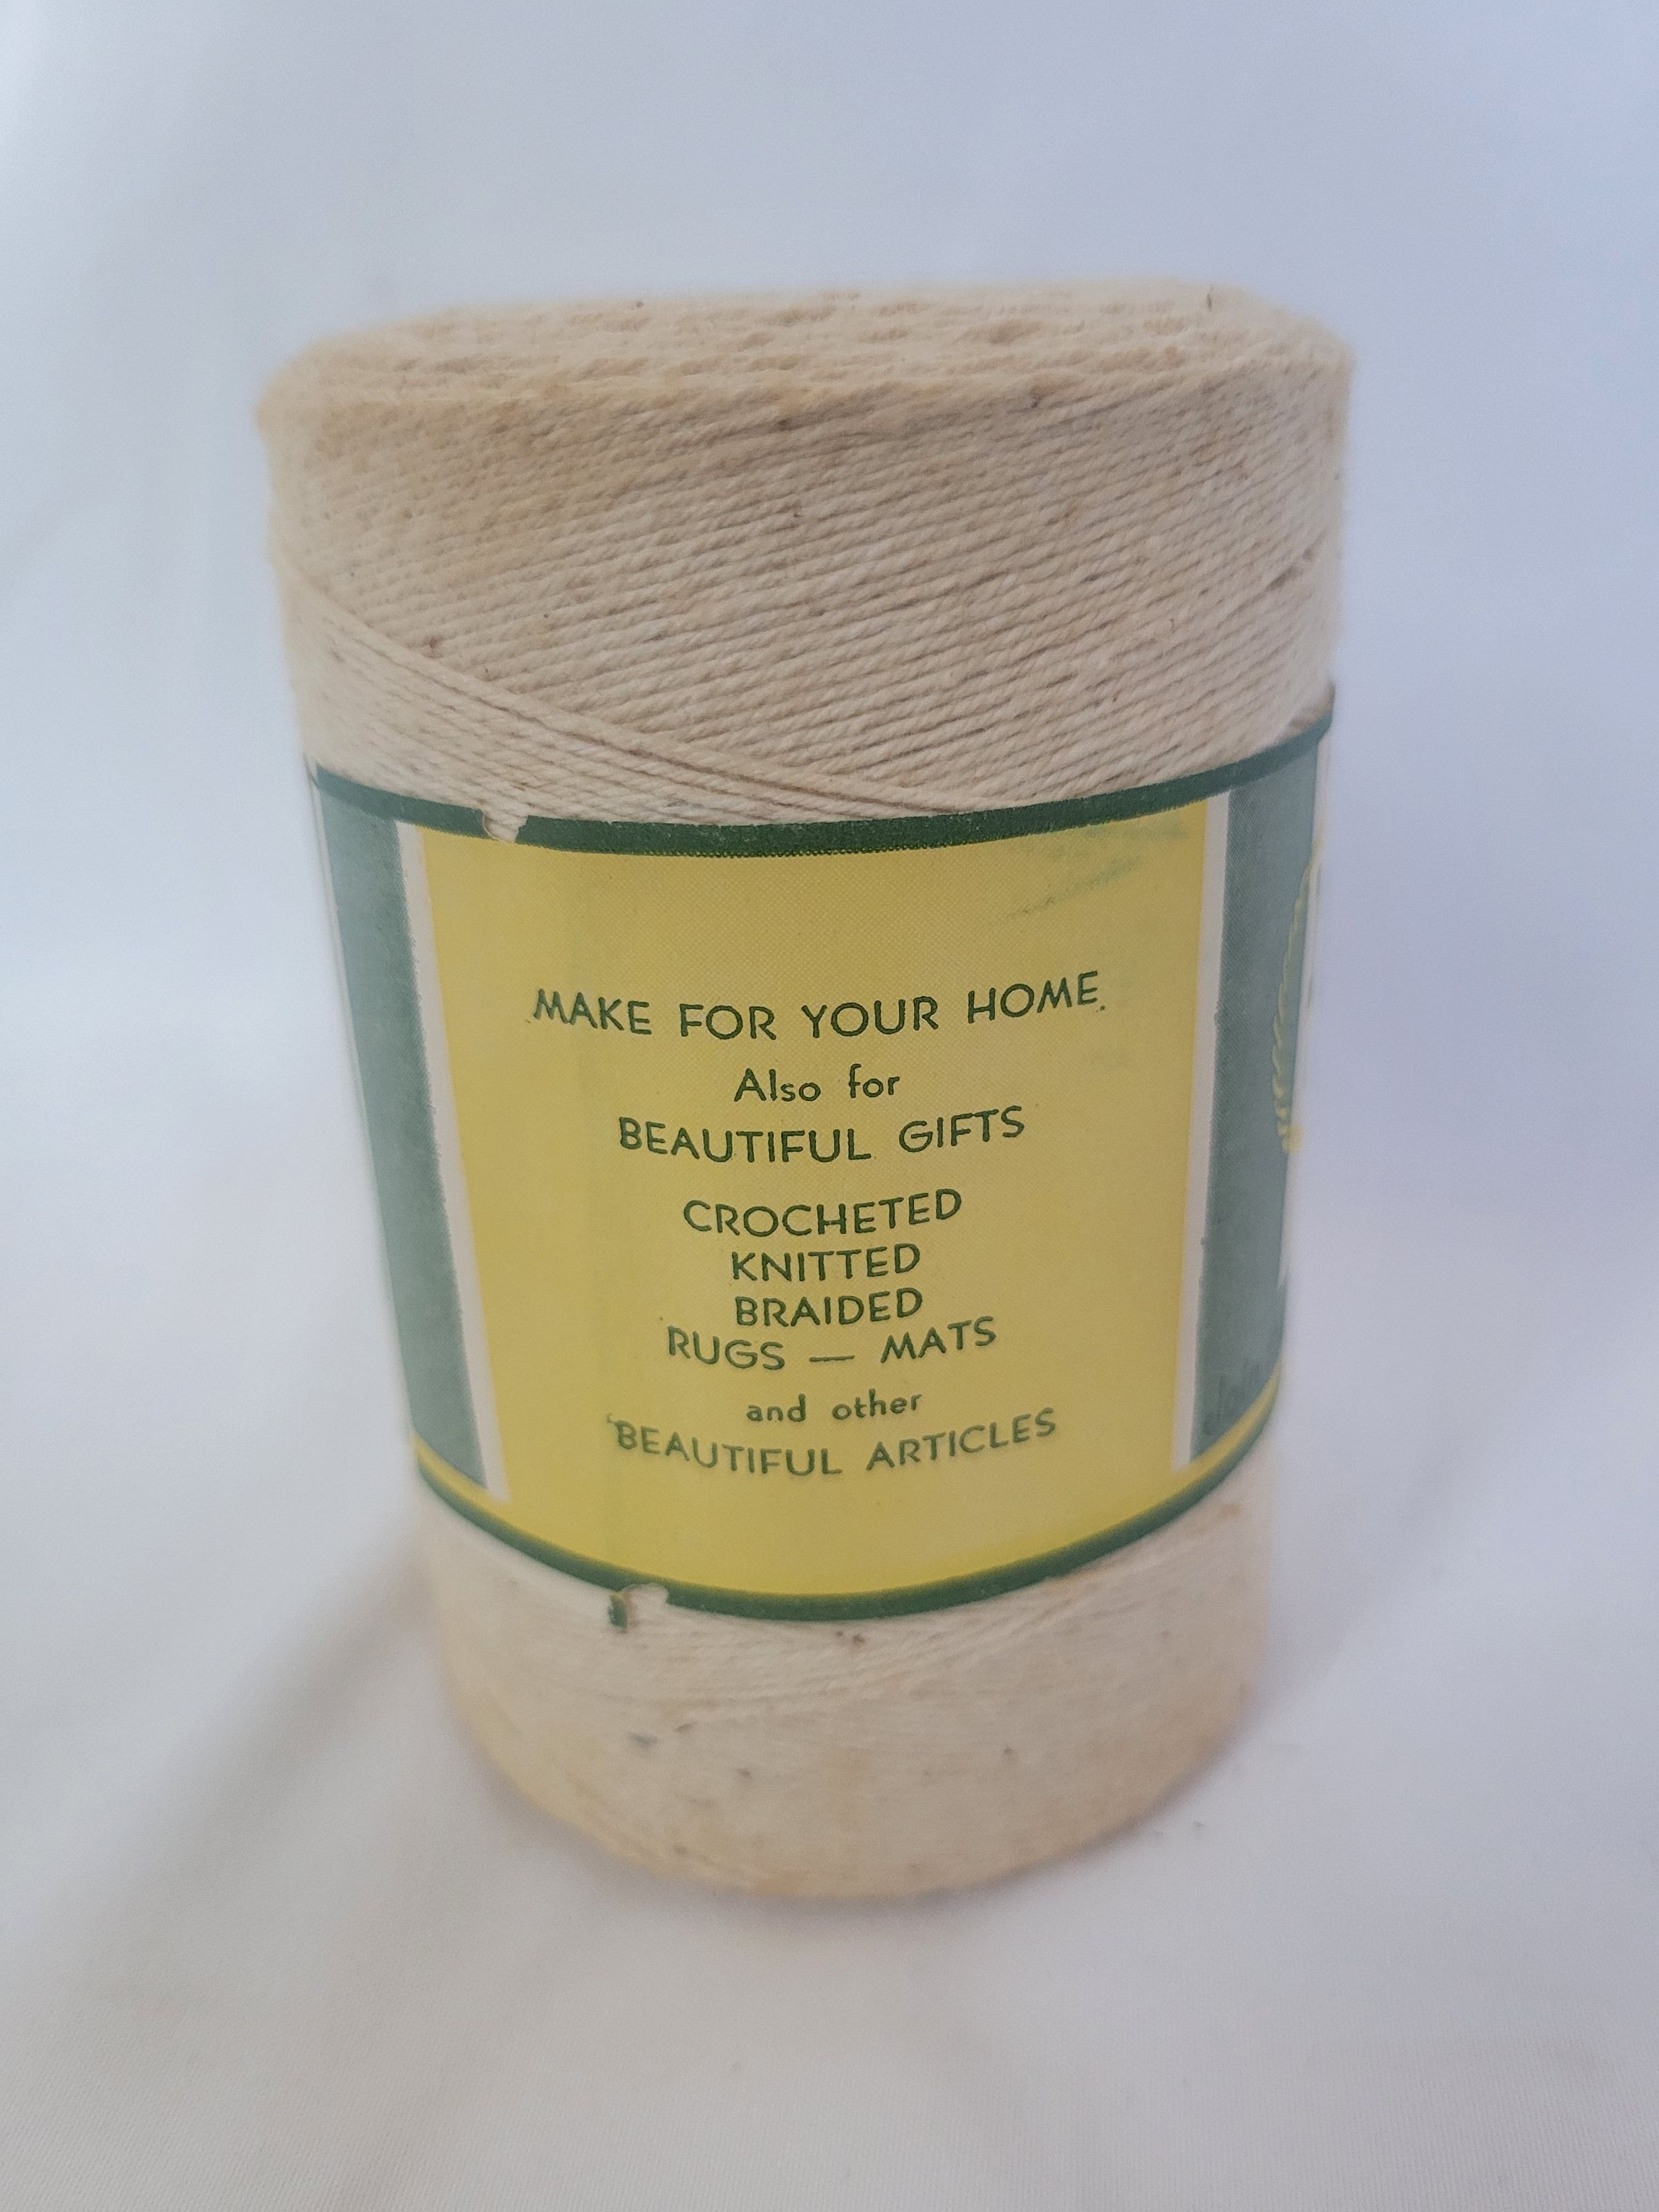 MAKE FOR YOUR HOME
Also for
BEAUTIFUL GIFTS
CROCHETED
KNITTED
BRAIDED
RUGS — MATS
and other
BEAUTIFUL ARTICLES